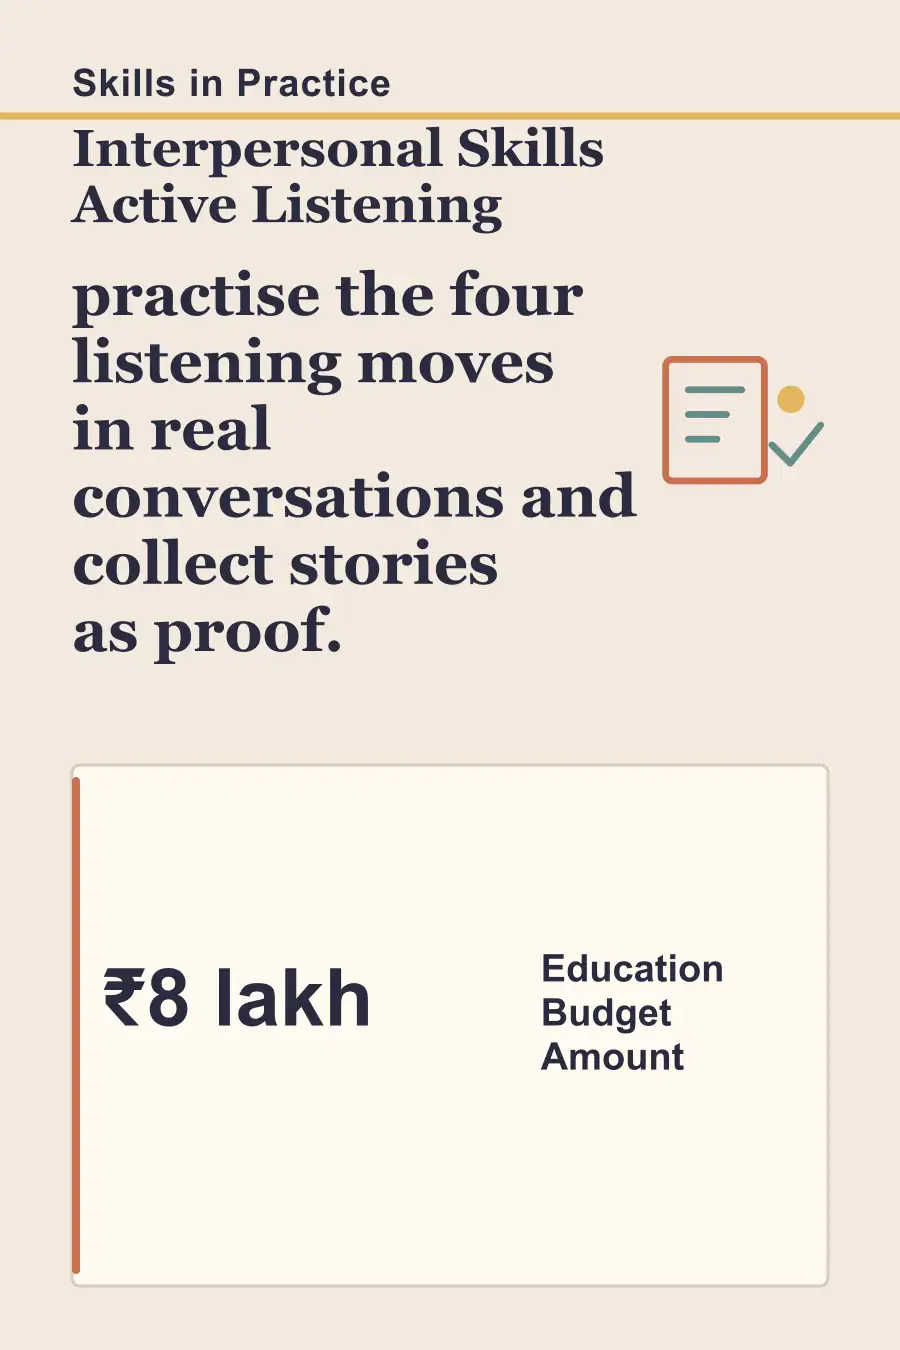 Skills in Practice
Interpersonal Skills
Active Listening
practise the four
listening moves
in real
conversations and
collect stories
as proof.
₹8 lakh
Education
Budget
Amount